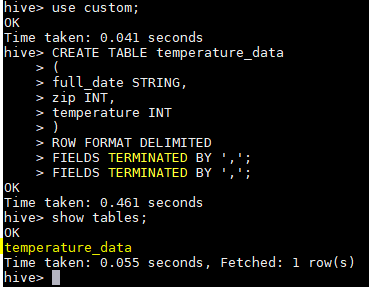 hive> use custom;
OK
Time taken: 0.041 seconds
hive> CREATE TABLE temperature_data
    > (
    > full_date STRING,
    > zip INT,
    > temperature INT
    > )
    > ROW FORMAT DELIMITED
    > FIELDS TERMINATED BY ',';
    > FIELDS TERMINATED BY ',';
OK
Time taken: 0.461 seconds
hive> show tables;
OK
temperature_data
Time taken: 0.055 seconds, Fetched: 1 row(s)
hive>